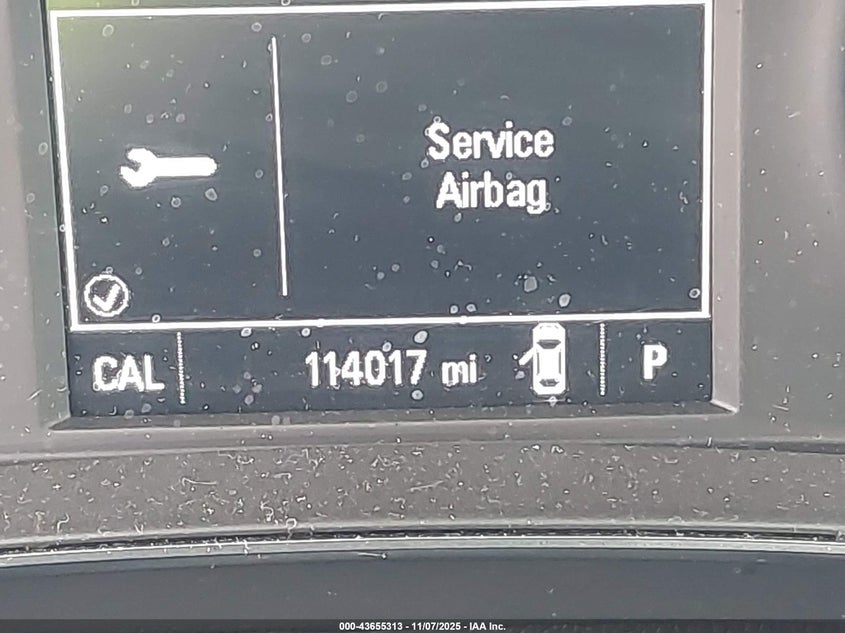 Service
Airbag
CAL 114017 mi P
000-43655313 - 11/07/2025 - IAA Inc.